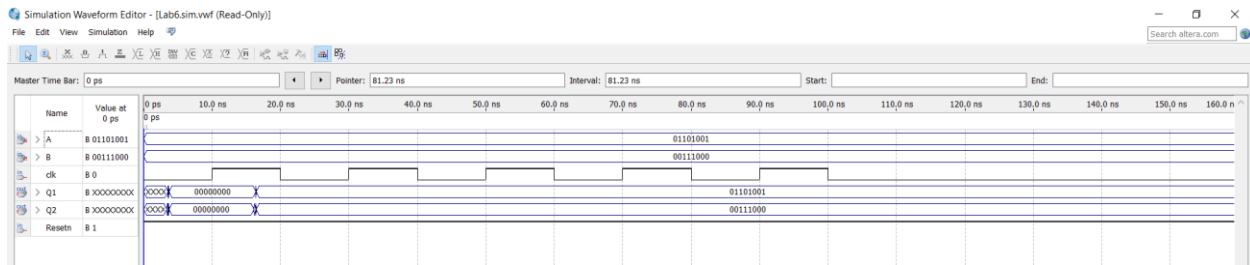 Simulation Waveform Editor - [Lab6.sim.vwf (Read-Only)]
File Edit View Simulation Help
Search altera.com
Master Time Bar: 0 ps Pointer: 81.23 ns Interval: 81.23 ns Start: End:
Name Value at 0 ps
0 ps 10.0 ns 20.0 ns 30.0 ns 40.0 ns 50.0 ns 60.0 ns 70.0 ns 80.0 ns 90.0 ns 100.0 ns 110.0 ns 120.0 ns 130.0 ns 140.0 ns 150.0 ns 160.0 n
0 ps
A B 01101001 01101001
B B 00111000 00111000
clk B 0
Q1 B XXXXXXXX 00000000 01101001
Q2 B XXXXXXXX 00000000 00111000
Resetn B 1